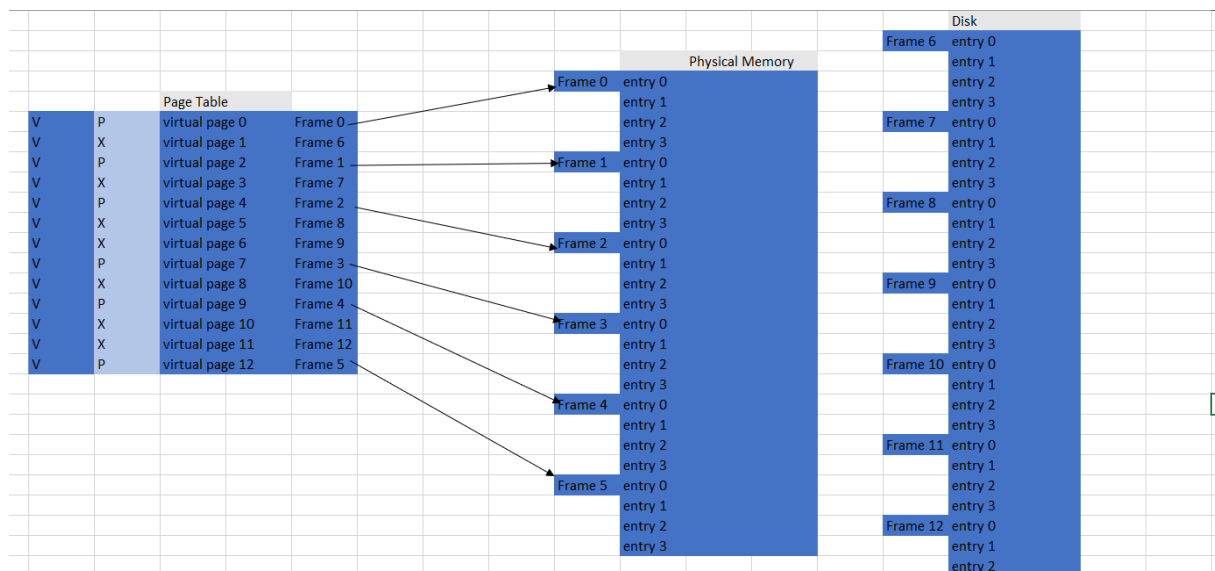 Disk
Frame 6 entry 0
Physical Memory entry 1
Frame 0 entry 0 entry 2
Page Table entry 1 entry 3
V P virtual page 0 Frame 0 entry 2 Frame 7 entry 0
V X virtual page 1 Frame 6 entry 3 entry 1
V P virtual page 2 Frame 1 Frame 1 entry 0 entry 2
V X virtual page 3 Frame 7 entry 1 entry 3
V P virtual page 4 Frame 2 entry 2 Frame 8 entry 0
V X virtual page 5 Frame 8 entry 3 entry 1
V X virtual page 6 Frame 9 Frame 2 entry 0 entry 2
V P virtual page 7 Frame 3 entry 1 entry 3
V X virtual page 8 Frame 10 entry 2 Frame 9 entry 0
V P virtual page 9 Frame 4 entry 3 entry 1
V X virtual page 10 Frame 11 Frame 3 entry 0 entry 2
V X virtual page 11 Frame 12 entry 1 entry 3
V P virtual page 12 Frame 5 entry 2 Frame 10 entry 0
entry 3 entry 1
Frame 4 entry 0 entry 2
entry 1 entry 3
entry 2 Frame 11 entry 0
entry 3 entry 1
Frame 5 entry 0 entry 2
entry 1 entry 3
entry 2 Frame 12 entry 0
entry 3 entry 1
entry 2